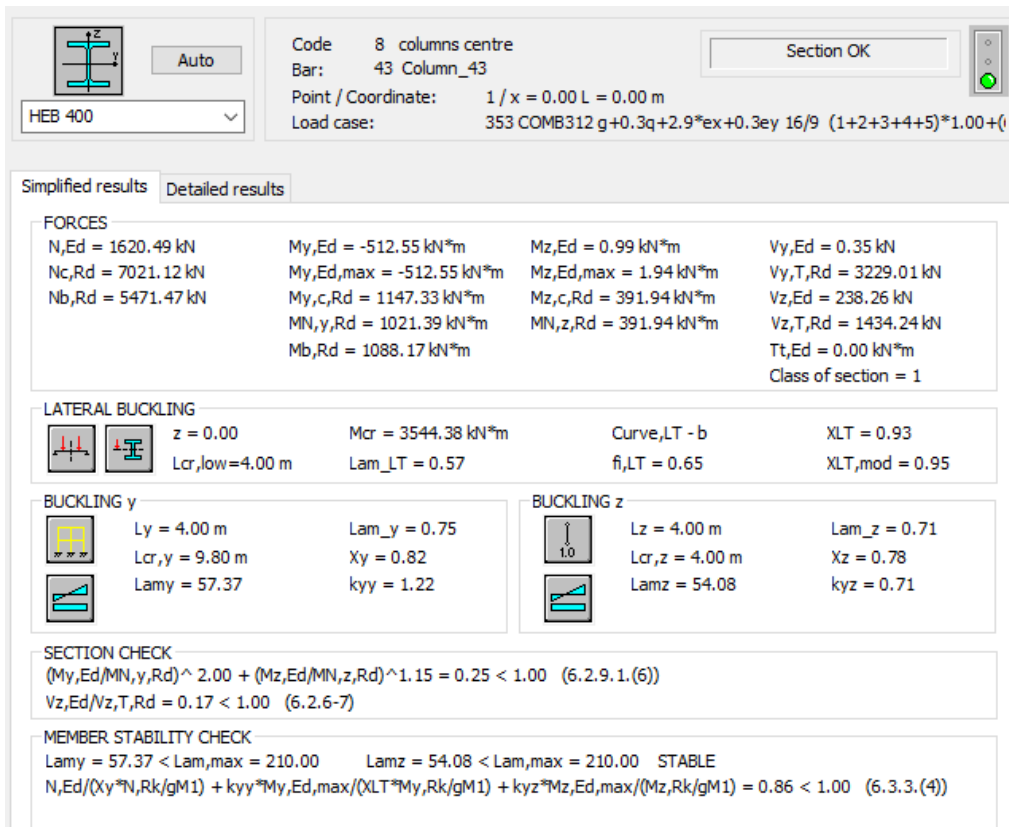 z
y
Auto
HEB 400
Code 8 columns centre
Bar: 43 Column_43
Point / Coordinate: 1 / x = 0.00 L = 0.00 m
Load case: 353 COMB312 g+0.3q+2.9*ex+0.3ey 16/9 (1+2+3+4+5)*1.00+(
Section OK
Simplified results Detailed results
FORCES
N,Ed = 1620.49 kN My,Ed = -512.55 kN*m Mz,Ed = 0.99 kN*m Vy,Ed = 0.35 kN
Nc,Rd = 7021.12 kN My,Ed,max = -512.55 kN*m Mz,Ed,max = 1.94 kN*m Vy,T,Rd = 3229.01 kN
Nb,Rd = 5471.47 kN My,c,Rd = 1147.33 kN*m Mz,c,Rd = 391.94 kN*m Vz,Ed = 238.26 kN
MN,y,Rd = 1021.39 kN*m MN,z,Rd = 391.94 kN*m Vz,T,Rd = 1434.24 kN
Mb,Rd = 1088.17 kN*m Tt,Ed = 0.00 kN*m
Class of section = 1
LATERAL BUCKLING
z = 0.00 Mcr = 3544.38 kN*m Curve,LT - b XLT = 0.93
Lcr,low=4.00 m Lam_LT = 0.57 fi,LT = 0.65 XLT,mod = 0.95
BUCKLING y
Ly = 4.00 m Lam_y = 0.75
Lcr,y = 9.80 m Xy = 0.82
Lamy = 57.37 kyy = 1.22
BUCKLING z
1.0
Lz = 4.00 m Lam_z = 0.71
Lcr,z = 4.00 m Xz = 0.78
Lamz = 54.08 kyz = 0.71
SECTION CHECK
(My,Ed/MN,y,Rd)^ 2.00 + (Mz,Ed/MN,z,Rd)^1.15 = 0.25 < 1.00 (6.2.9.1.(6))
Vz,Ed/Vz,T,Rd = 0.17 < 1.00 (6.2.6-7)
MEMBER STABILITY CHECK
Lamy = 57.37 < Lam,max = 210.00 Lamz = 54.08 < Lam,max = 210.00 STABLE
N,Ed/(Xy*N,Rk/gM1) + kyy*My,Ed,max/(XLT*My,Rk/gM1) + kyz*Mz,Ed,max/(Mz,Rk/gM1) = 0.86 < 1.00 (6.3.3.(4))